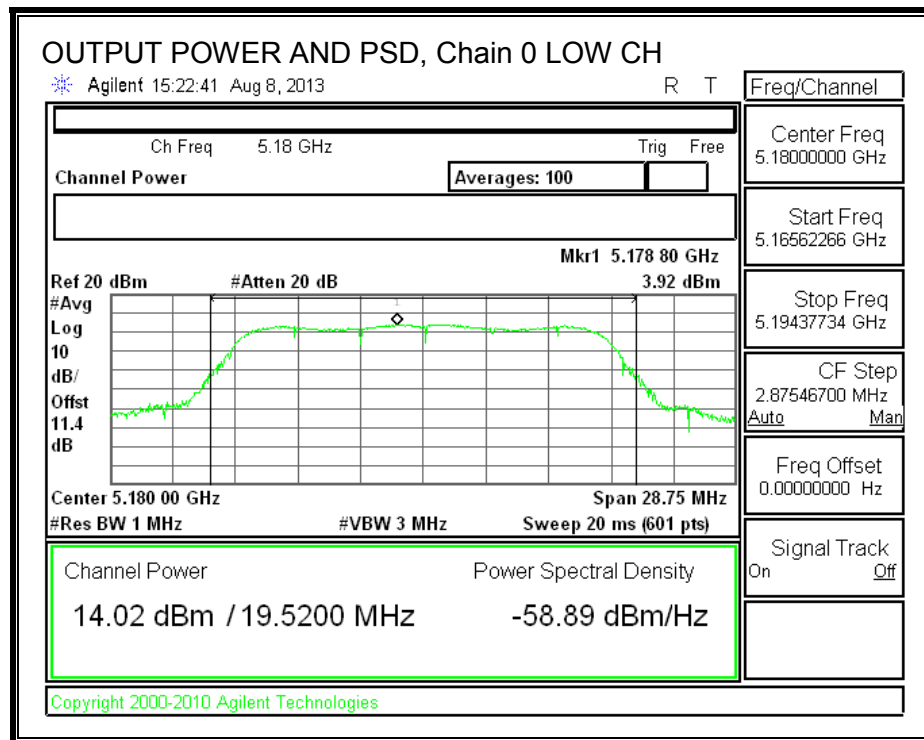 OUTPUT POWER AND PSD, Chain 0 LOW CH
Agilent 15:22:41 Aug 8, 2013 R T
Freq/Channel
Ch Freq 5.18 GHz Trig Free
Channel Power Averages: 100
Mkr1 5.178 80 GHz
Ref 20 dBm #Atten 20 dB 3.92 dBm
#Avg
Log
10
dB/
Offst
11.4
dB
1
Center 5.180 00 GHz Span 28.75 MHz
#Res BW 1 MHz #VBW 3 MHz Sweep 20 ms (601 pts)
Channel Power Power Spectral Density
14.02 dBm / 19.5200 MHz -58.89 dBm/Hz
Copyright 2000-2010 Agilent Technologies
Center Freq
5.18000000 GHz
Start Freq
5.16562266 GHz
Stop Freq
5.19437734 GHz
CF Step
2.87546700 MHz
Auto Man
Freq Offset
0.00000000 Hz
Signal Track
On Off